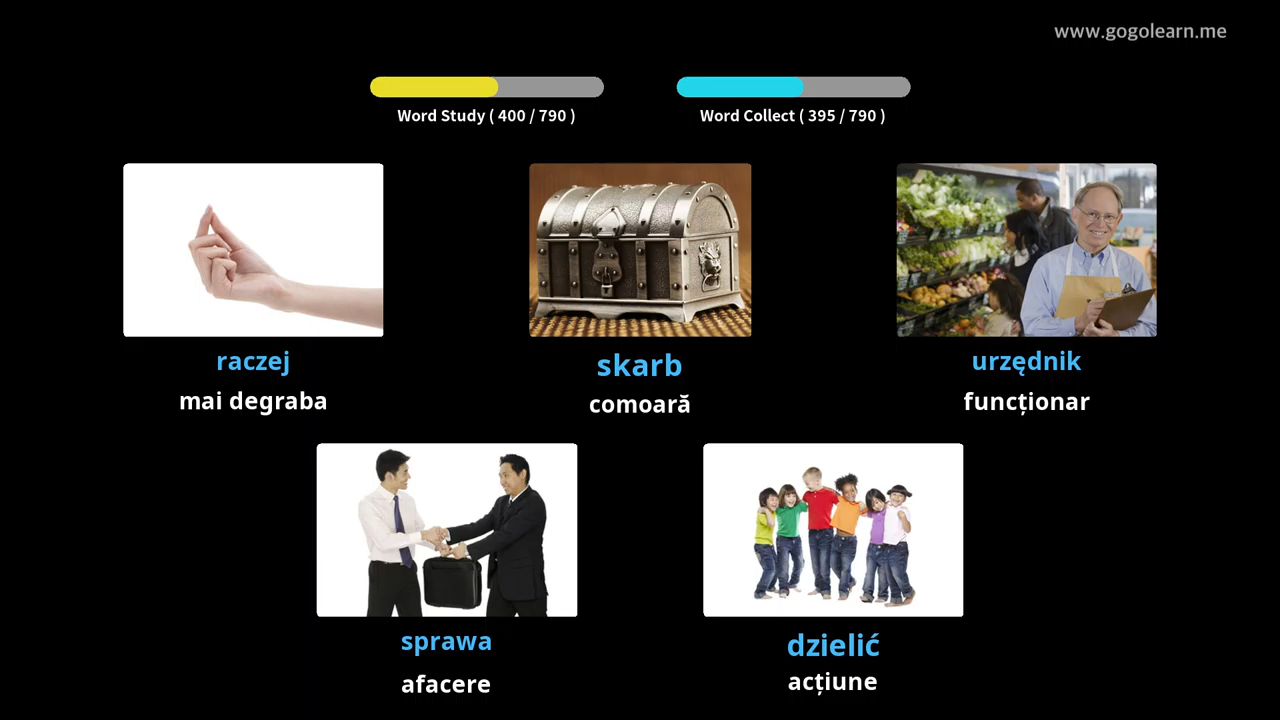 www.gogolearn.me
Word Study ( 400 / 790 )
Word Collect ( 395 / 790 )
raczej
mai degraba
skarb
comoară
urzędnik
funcționar
sprawa
afacere
dzielić
acțiune